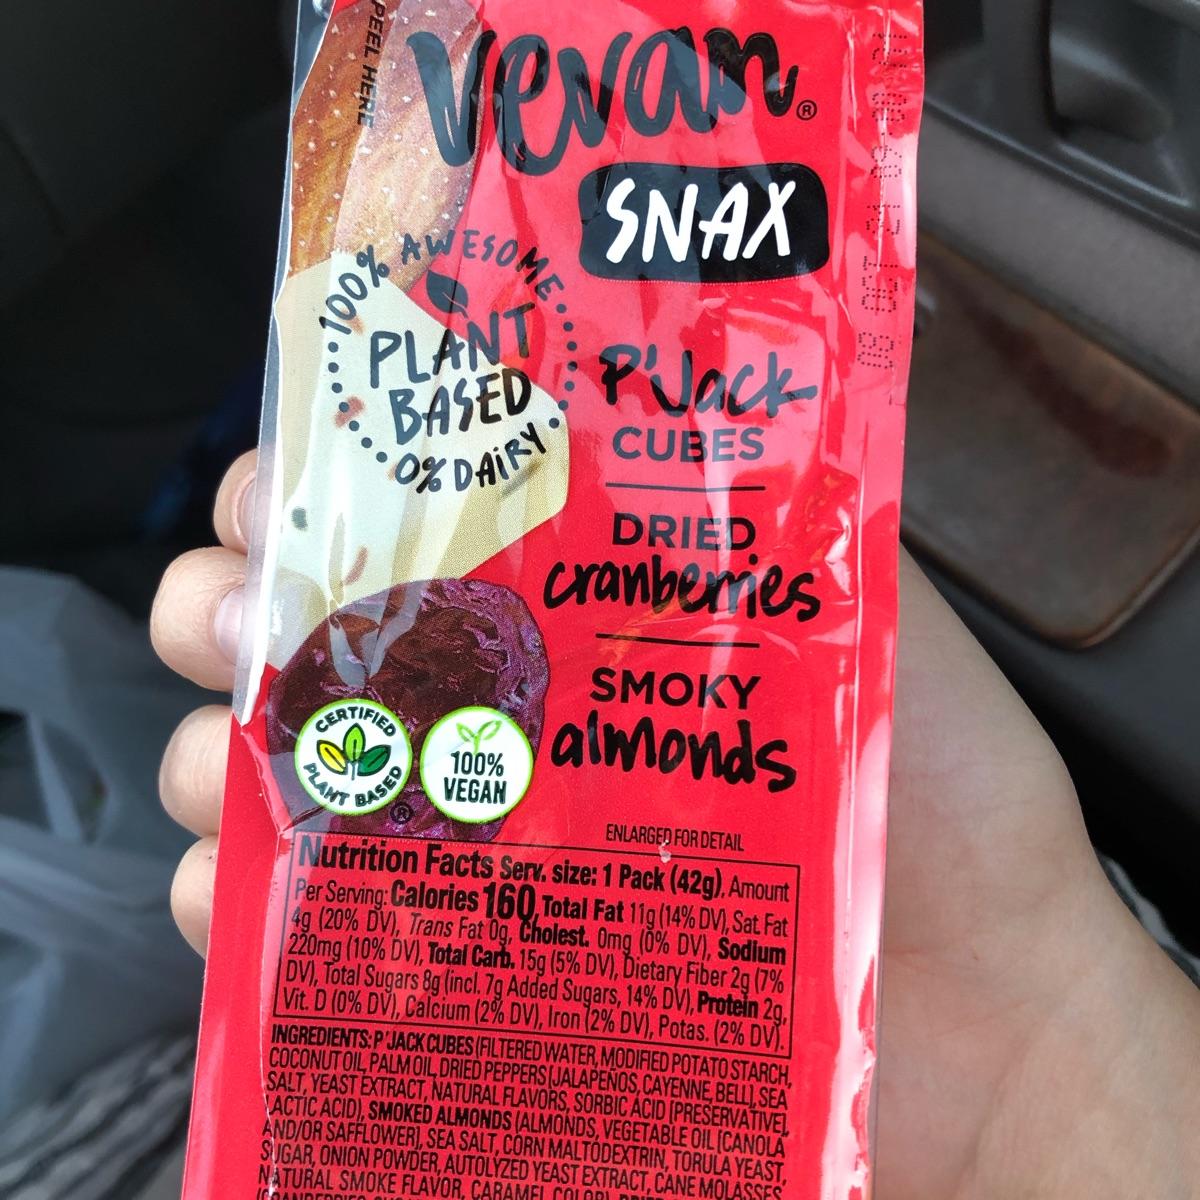 PEEL HERE
vevan®
SNAX
100% AWESOME
PLANT
BASED
0% DAIRY
P'Jack
CUBES
DRIED
cranberries
SMOKY
almonds
CERTIFIED
PLANT BASED
®
100%
VEGAN
ENLARGED FOR DETAIL
Nutrition Facts Serv. size: 1 Pack (42g), Amount
Per Serving: Calories 160, Total Fat 11g (14% DV), Sat. Fat
4g (20% DV), Trans Fat 0g, Cholest. 0mg (0% DV), Sodium
220mg (10% DV), Total Carb. 15g (5% DV), Dietary Fiber 2g (7%
DV), Total Sugars 8g (incl. 7g Added Sugars, 14% DV), Protein 2g,
Vit. D (0% DV), Calcium (2% DV), Iron (2% DV), Potas. (2% DV).
INGREDIENTS: P'JACK CUBES (FILTERED WATER, MODIFIED POTATO STARCH,
COCONUT OIL, PALM OIL, DRIED PEPPERS [JALAPEÑOS, CAYENNE, BELL], SEA
SALT, YEAST EXTRACT, NATURAL FLAVORS, SORBIC ACID [PRESERVATIVE],
LACTIC ACID), SMOKED ALMONDS (ALMONDS, VEGETABLE OIL [CANOLA
AND/OR SAFFLOWER], SEA SALT, CORN MALTODEXTRIN, TORULA YEAST,
SUGAR, ONION POWDER, AUTOLYZED YEAST EXTRACT, CANE MOLASSES,
NATURAL SMOKE FLAVOR, CARAMEL COLOR), DRIED